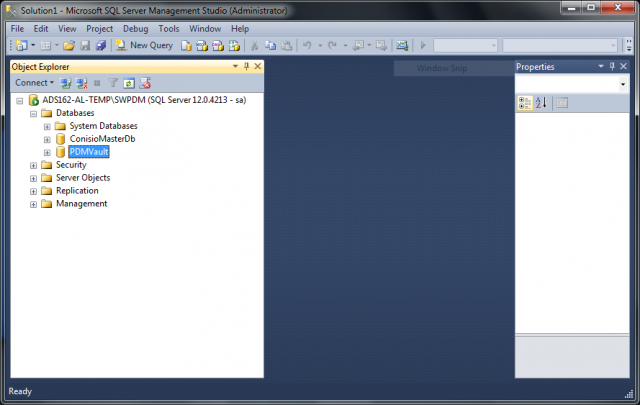 Solution1 - Microsoft SQL Server Management Studio (Administrator)
File Edit View Project Debug Tools Window Help
New Query
Object Explorer
Connect
ADS162-AL-TEMP\SWPDM (SQL Server 12.0.4213 - sa)
Databases
System Databases
ConisioMasterDb
PDMVault
Security
Server Objects
Replication
Management
Window Snip
Properties
Ready